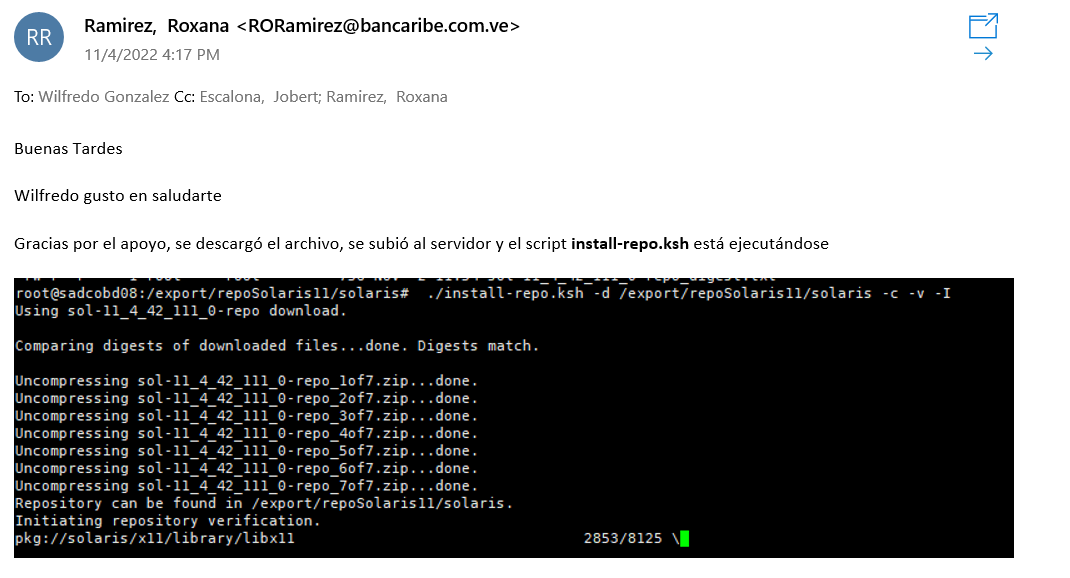 RR
Ramirez, Roxana <RORamirez@bancaribe.com.ve>
11/4/2022 4:17 PM
To: Wilfredo Gonzalez Cc: Escalona, Jobert; Ramirez, Roxana
Buenas Tardes
Wilfredo gusto en saludarte
Gracias por el apoyo, se descargó el archivo, se subió al servidor y el script install-repo.ksh está ejecutándose
root@sadcobd08:/export/repoSolaris11/solaris# ./install-repo.ksh -d /export/repoSolaris11/solaris -c -v -I
Using sol-11_4_42_111_0-repo download.
Comparing digests of downloaded files...done. Digests match.
Uncompressing sol-11_4_42_111_0-repo_1of7.zip...done.
Uncompressing sol-11_4_42_111_0-repo_2of7.zip...done.
Uncompressing sol-11_4_42_111_0-repo_3of7.zip...done.
Uncompressing sol-11_4_42_111_0-repo_4of7.zip...done.
Uncompressing sol-11_4_42_111_0-repo_5of7.zip...done.
Uncompressing sol-11_4_42_111_0-repo_6of7.zip...done.
Uncompressing sol-11_4_42_111_0-repo_7of7.zip...done.
Repository can be found in /export/repoSolaris11/solaris.
Initiating repository verification.
pkg://solaris/x11/library/libx11 2853/8125 \